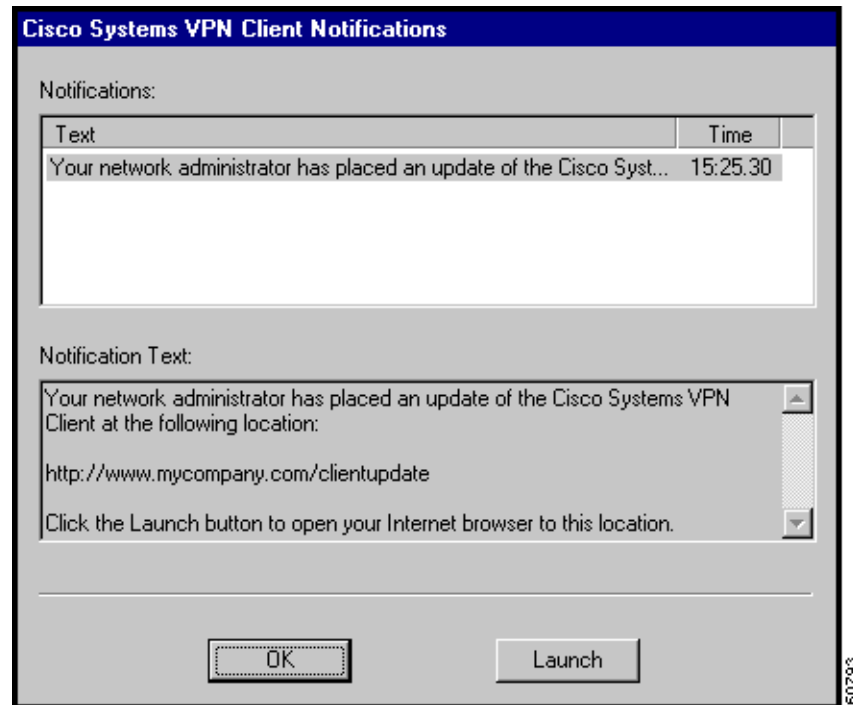 Cisco Systems VPN Client Notifications
Notifications:
Text Time
Your network administrator has placed an update of the Cisco Syst... 15:25.30
Notification Text:
Your network administrator has placed an update of the Cisco Systems VPN
Client at the following location:
http://www.mycompany.com/clientupdate
Click the Launch button to open your Internet browser to this location.
OK Launch
60793